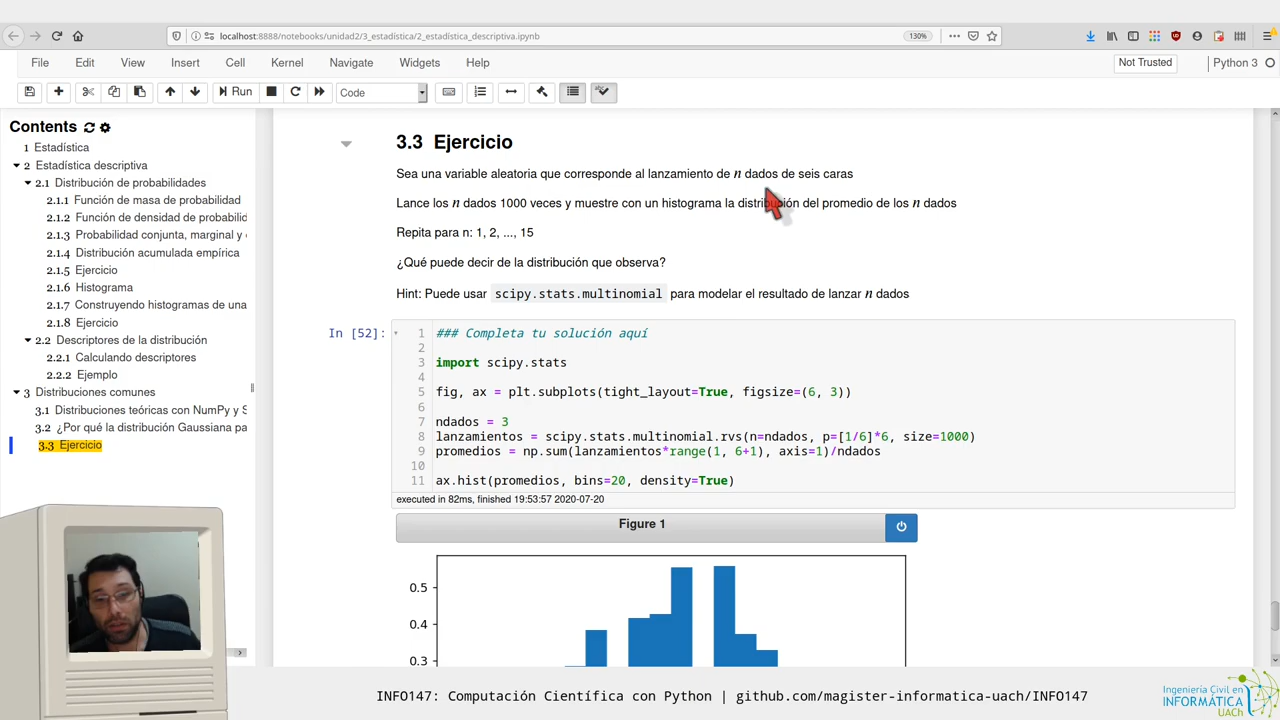 localhost:8888/notebooks/unidad2/3_estadística/2_estadística_descriptiva.ipynb
130%
File Edit View Insert Cell Kernel Navigate Widgets Help
Not Trusted
Python 3
Run
Code
Contents
1 Estadística
2 Estadística descriptiva
2.1 Distribución de probabilidades
2.1.1 Función de masa de probabilidad
2.1.2 Función de densidad de probabilid
2.1.3 Probabilidad conjunta, marginal y
2.1.4 Distribución acumulada empírica
2.1.5 Ejercicio
2.1.6 Histograma
2.1.7 Construyendo histogramas de una
2.1.8 Ejercicio
2.2 Descriptores de la distribución
2.2.1 Calculando descriptores
2.2.2 Ejemplo
3 Distribuciones comunes
3.1 Distribuciones teóricas con NumPy y S
3.2 ¿Por qué la distribución Gaussiana pa
3.3 Ejercicio
3.3 Ejercicio
Sea una variable aleatoria que corresponde al lanzamiento de n dados de seis caras
Lance los n dados 1000 veces y muestre con un histograma la distribución del promedio de los n dados
Repita para n: 1, 2, ..., 15
¿Qué puede decir de la distribución que observa?
Hint: Puede usar scipy.stats.multinomial para modelar el resultado de lanzar n dados
In [52]:
1 ### Completa tu solución aquí
2
3 import scipy.stats
4
5 fig, ax = plt.subplots(tight_layout=True, figsize=(6, 3))
6
7 ndados = 3
8 lanzamientos = scipy.stats.multinomial.rvs(n=ndados, p=[1/6]*6, size=1000)
9 promedios = np.sum(lanzamientos*range(1, 6+1), axis=1)/ndados
10
11 ax.hist(promedios, bins=20, density=True)
executed in 82ms, finished 19:53:57 2020-07-20
Figure 1
0.5
0.4
0.3
INFO147: Computación Científica con Python | github.com/magister-informatica-uach/INFO147
Ingeniería Civil en
INFORMÁTICA
UACh